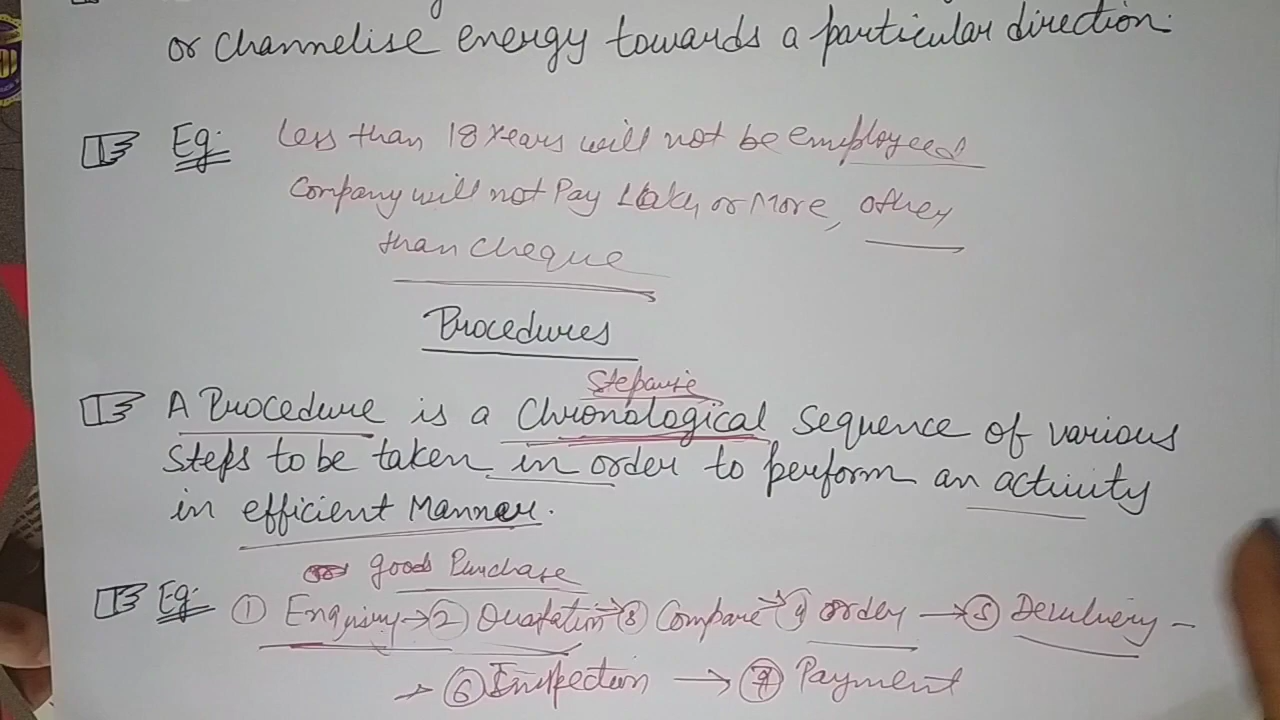 or channelise energy towards a particular direction.
Eg: Less than 18 Years will not be employeed
Company will not Pay 1 lakh or More, other
than cheque
Procedures
Stepwise
A Procedure is a Chronological Sequence of various
Steps to be taken in order to perform an activity
in efficient Manner.
goods Purchase
Eg: ① Enquiry → ② Quotation → ③ Compare → ④ order → ⑤ Delivery -
→ ⑥ Inspection → ⑦ Payment